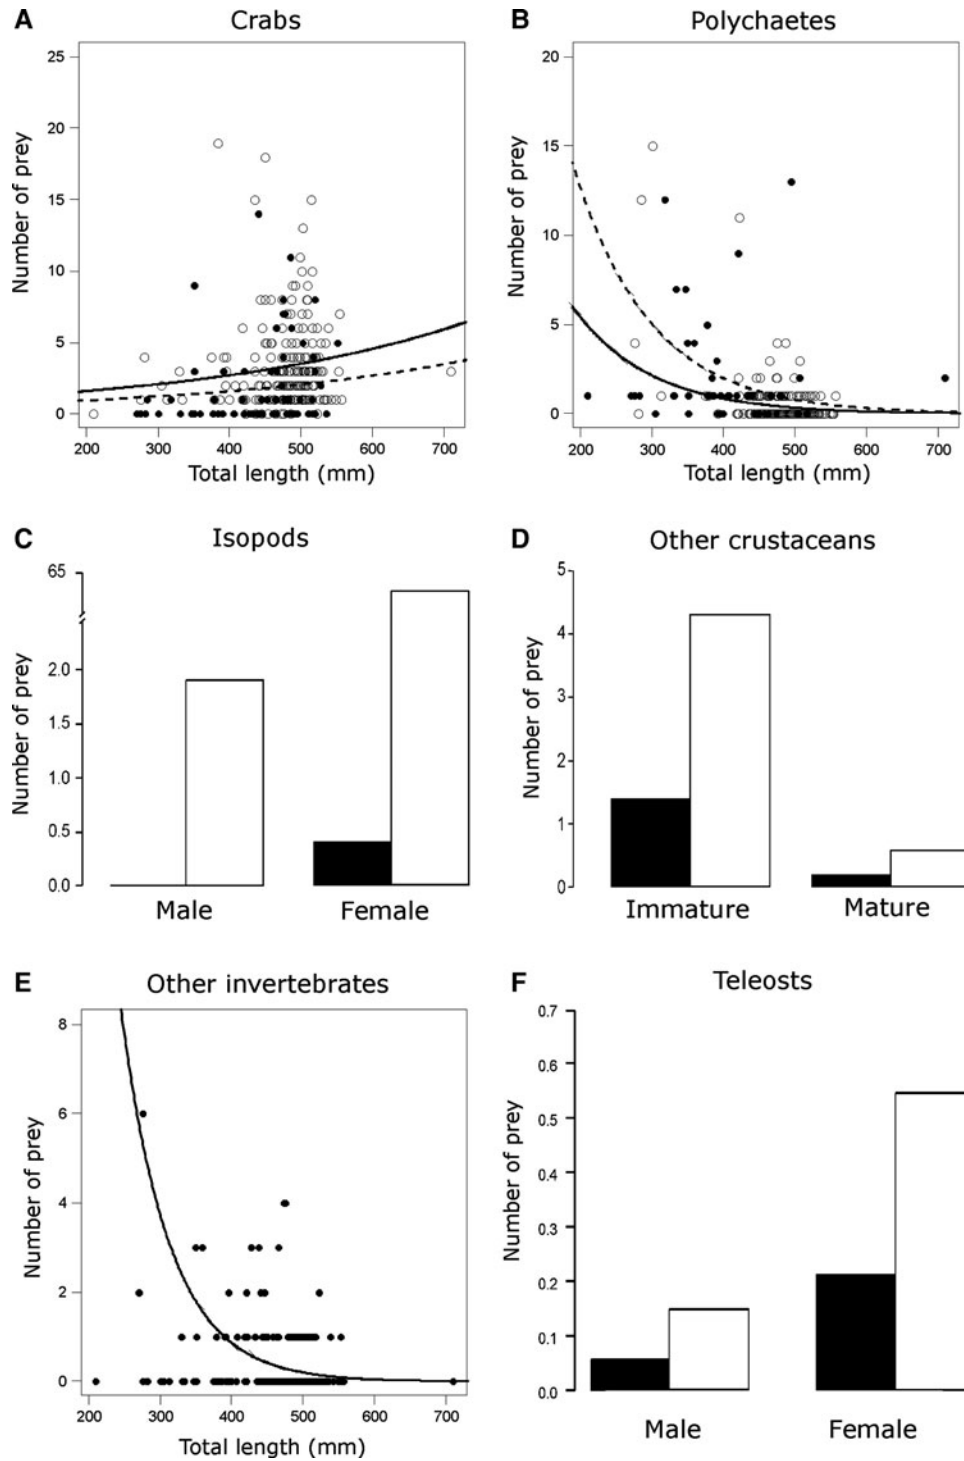 A Crabs
Number of prey
25
20
15
10
5
0
200 300 400 500 600 700
Total length (mm)
B Polychaetes
Number of prey
20
15
10
5
0
200 300 400 500 600 700
Total length (mm)
C Isopods
Number of prey
65
2.0
1.5
1.0
0.5
0.0
Male Female
D Other crustaceans
Number of prey
5
4
3
2
1
0
Immature Mature
E Other invertebrates
Number of prey
8
6
4
2
0
200 300 400 500 600 700
Total length (mm)
F Teleosts
Number of prey
0.7
0.6
0.5
0.4
0.3
0.2
0.1
0.0
Male Female